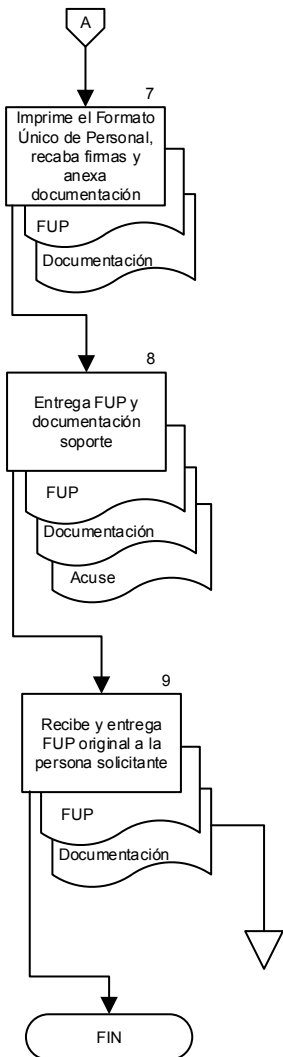 A
7
Imprime el Formato
Único de Personal,
recaba firmas y
anexa
documentación
FUP
Documentación
8
Entrega FUP y
documentación
soporte
FUP
Documentación
Acuse
9
Recibe y entrega
FUP original a la
persona solicitante
FUP
Documentación
FIN